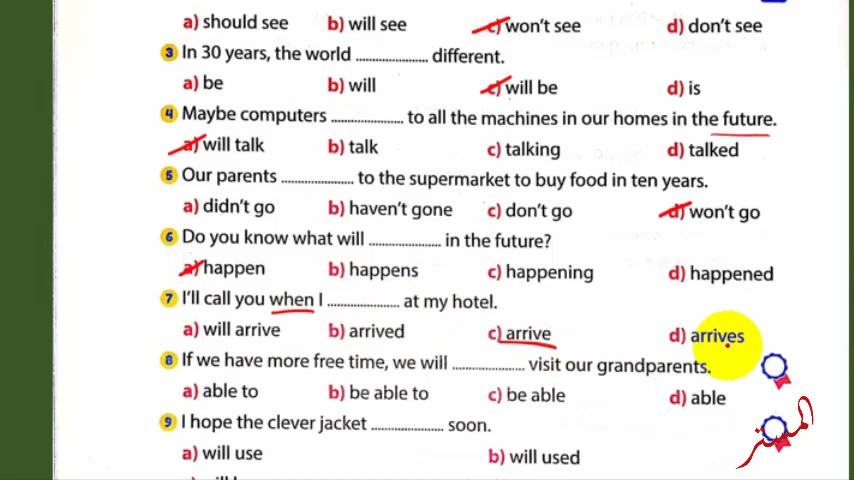 a) should see b) will see c) won't see d) don't see
3 In 30 years, the world .................... different.
a) be b) will c) will be d) is
4 Maybe computers .................... to all the machines in our homes in the future.
a) will talk b) talk c) talking d) talked
5 Our parents .................... to the supermarket to buy food in ten years.
a) didn't go b) haven't gone c) don't go d) won't go
6 Do you know what will .................... in the future?
a) happen b) happens c) happening d) happened
7 I'll call you when I .................... at my hotel.
a) will arrive b) arrived c) arrive d) arrives
8 If we have more free time, we will .................... visit our grandparents.
a) able to b) be able to c) be able d) able
9 I hope the clever jacket .................... soon.
a) will use b) will used